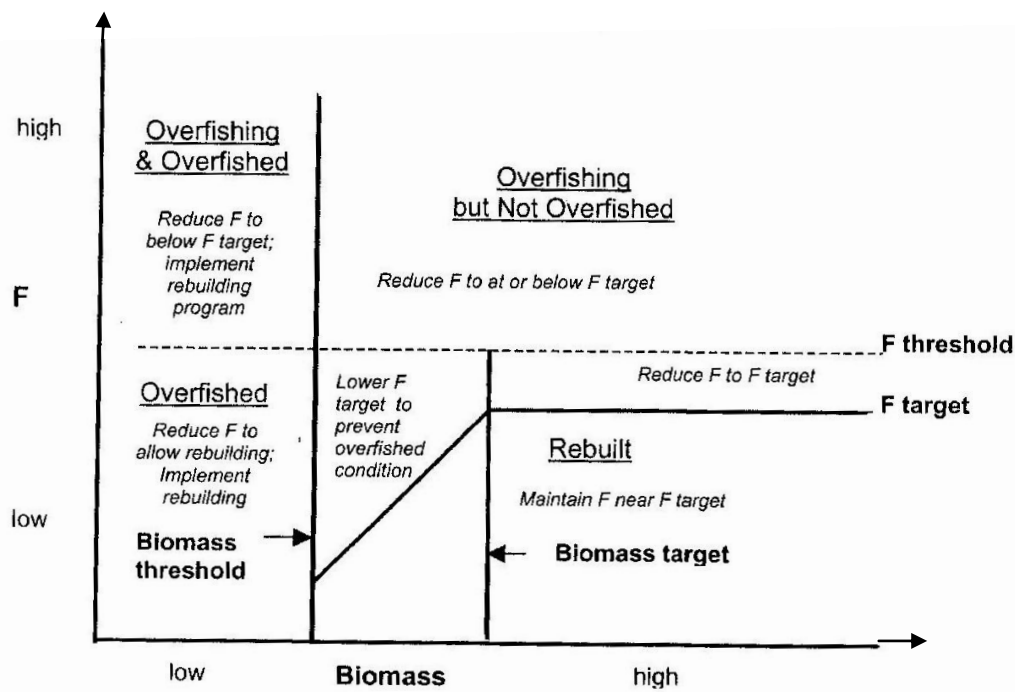 high
Overfishing
& Overfished
Reduce F to
below F target;
implement
rebuilding
program
Overfishing
but Not Overfished
Reduce F to at or below F target
F
F threshold
Reduce F to F target
F target
Overfished
Reduce F to
allow rebuilding;
Implement
rebuilding
Lower F
target to
prevent
overfished
condition
Rebuilt
Maintain F near F target
low
Biomass
threshold
Biomass target
low
Biomass
high